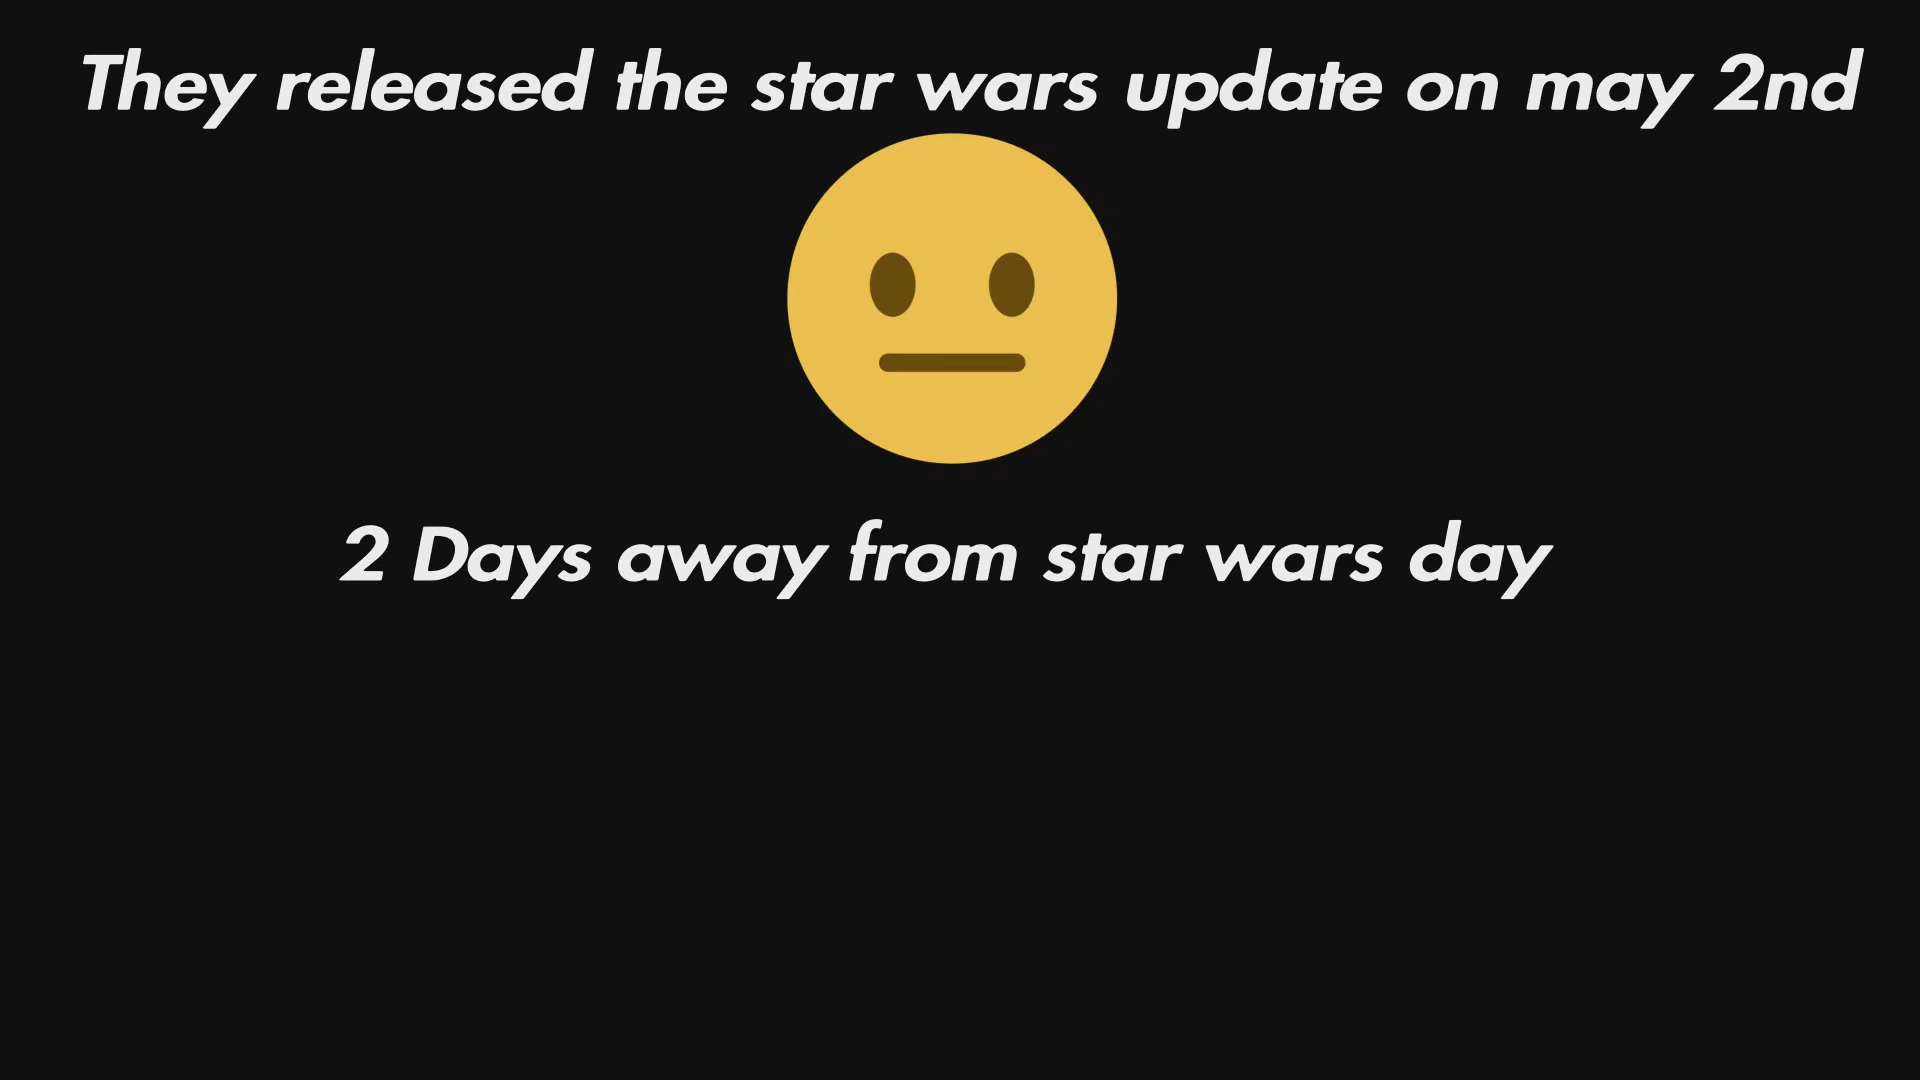 They released the star wars update on may 2nd
2 Days away from star wars day